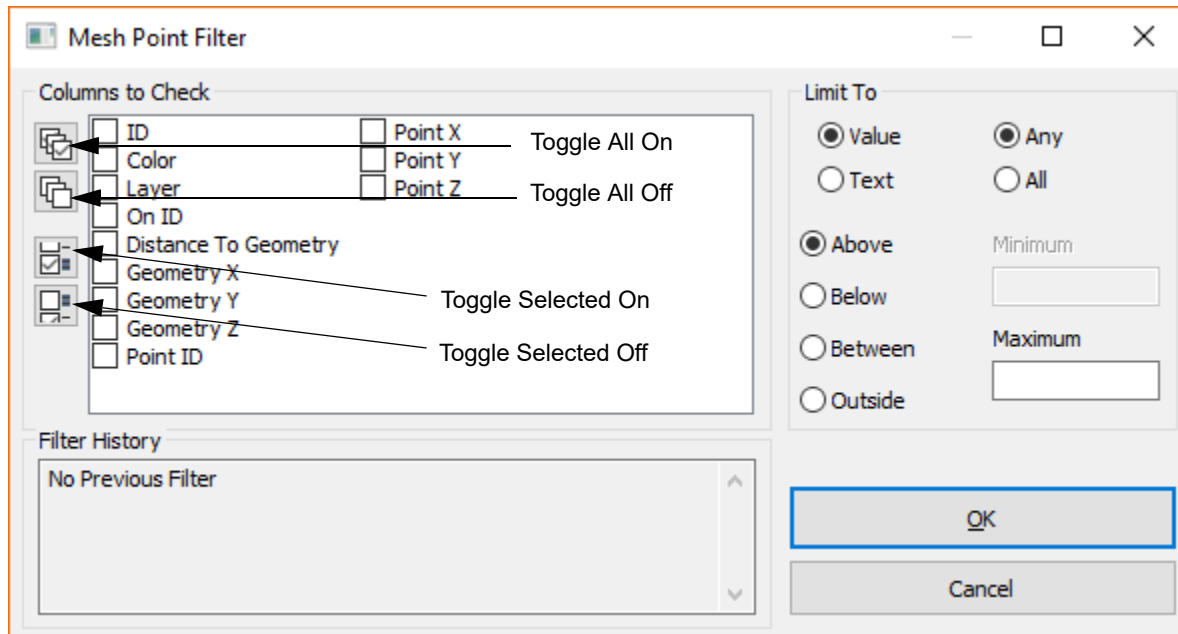 Mesh Point Filter
Columns to Check
ID
Color
Layer
On ID
Distance To Geometry
Geometry X
Geometry Y
Geometry Z
Point ID
Point X
Point Y
Point Z
Toggle All On
Toggle All Off
Toggle Selected On
Toggle Selected Off
Limit To
Value
Any
Text
All
Above
Minimum
Below
Between
Maximum
Outside
Filter History
No Previous Filter
OK
Cancel